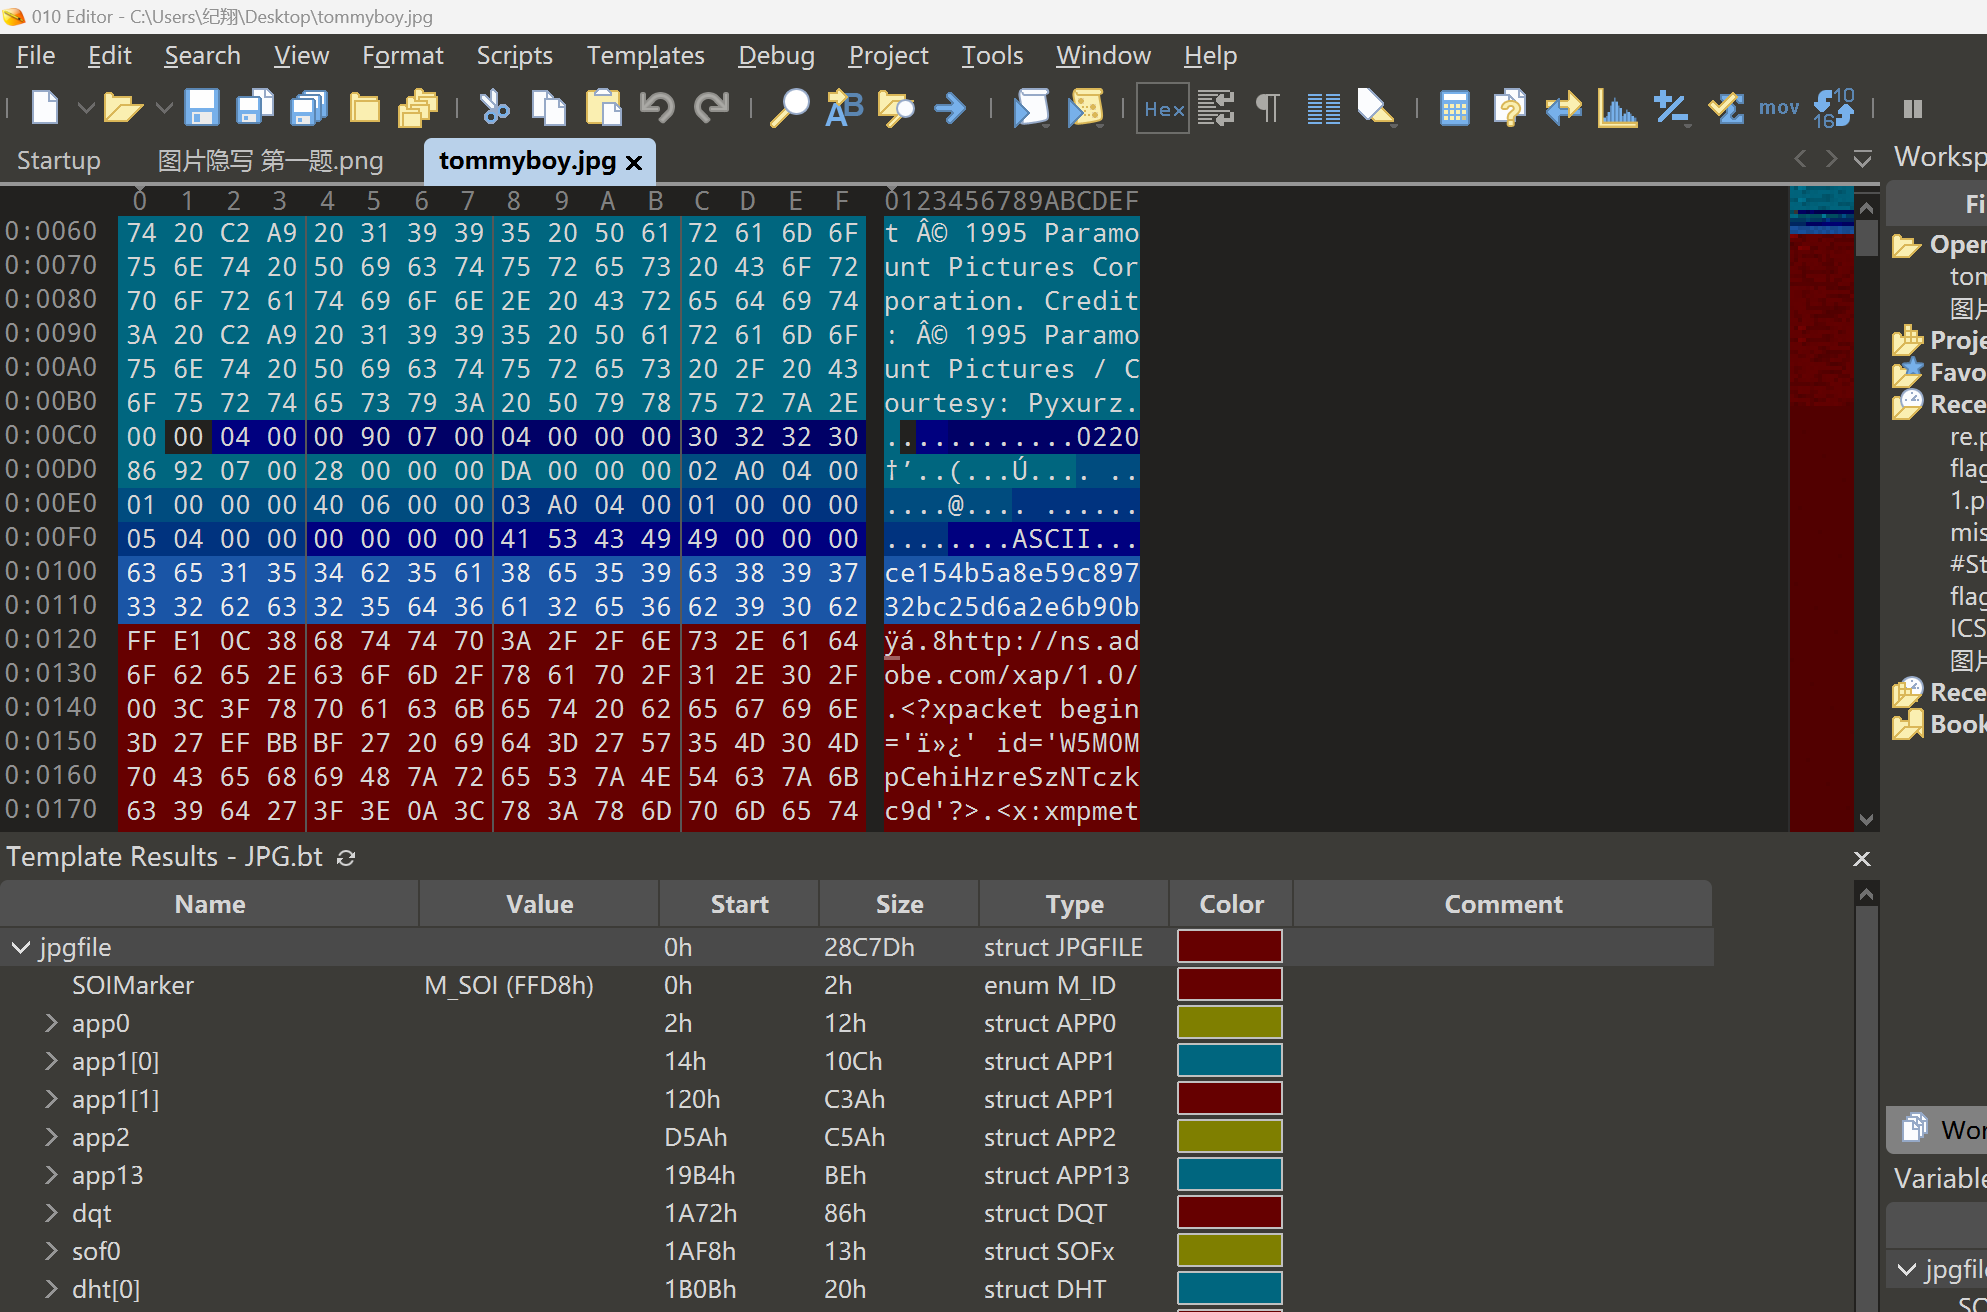 010 Editor - C:\Users\纪翔\Desktop\tommyboy.jpg
File Edit Search View Format Scripts Templates Debug Project Tools Window Help
Hex mov 10 16
Startup 图片隐写 第一题.png tommyboy.jpg
Worksp
0 1 2 3 4 5 6 7 8 9 A B C D E F 0123456789ABCDEF
0:0060 74 20 C2 A9 20 31 39 39 35 20 50 61 72 61 6D 6F t Â© 1995 Paramo
0:0070 75 6E 74 20 50 69 63 74 75 72 65 73 20 43 6F 72 unt Pictures Cor
0:0080 70 6F 72 61 74 69 6F 6E 2E 20 43 72 65 64 69 74 poration. Credit
0:0090 3A 20 C2 A9 20 31 39 39 35 20 50 61 72 61 6D 6F : Â© 1995 Paramo
0:00A0 75 6E 74 20 50 69 63 74 75 72 65 73 20 2F 20 43 unt Pictures / C
0:00B0 6F 75 72 74 65 73 79 3A 20 50 79 78 75 72 7A 2E ourtesy: Pyxurz.
0:00C0 00 00 04 00 00 90 07 00 04 00 00 00 30 32 32 30 ............0220
0:00D0 86 92 07 00 28 00 00 00 DA 00 00 00 02 A0 04 00 †’..(...Ú.... ..
0:00E0 01 00 00 00 40 06 00 00 03 A0 04 00 01 00 00 00 ....@.... ......
0:00F0 05 04 00 00 00 00 00 00 41 53 43 49 49 00 00 00 ........ASCII...
0:0100 63 65 31 35 34 62 35 61 38 65 35 39 63 38 39 37 ce154b5a8e59c897
0:0110 33 32 62 63 32 35 64 36 61 32 65 36 62 39 30 62 32bc25d6a2e6b90b
0:0120 FF E1 0C 38 68 74 74 70 3A 2F 2F 6E 73 2E 61 64 ÿá.8http://ns.ad
0:0130 6F 62 65 2E 63 6F 6D 2F 78 61 70 2F 31 2E 30 2F obe.com/xap/1.0/
0:0140 00 3C 3F 78 70 61 63 6B 65 74 20 62 65 67 69 6E .<?xpacket begin
0:0150 3D 27 EF BB BF 27 20 69 64 3D 27 57 35 4D 30 4D ='ï»¿' id='W5M0M
0:0160 70 43 65 68 69 48 7A 72 65 53 7A 4E 54 63 7A 6B pCehiHzreSzNTczk
0:0170 63 39 64 27 3F 3E 0A 3C 78 3A 78 6D 70 6D 65 74 c9d'?>.<x:xmpmet
Fi
Open
tom
图片
Proje
Favo
Rece
re.p
flag
1.p
mis
#St
flag
ICS
图片
Rece
Book
Template Results - JPG.bt
Name Value Start Size Type Color Comment
jpgfile 0h 28C7Dh struct JPGFILE
SOIMarker M_SOI (FFD8h) 0h 2h enum M_ID
app0 2h 12h struct APP0
app1[0] 14h 10Ch struct APP1
app1[1] 120h C3Ah struct APP1
app2 D5Ah C5Ah struct APP2
app13 19B4h BEh struct APP13
dqt 1A72h 86h struct DQT
sof0 1AF8h 13h struct SOFx
dht[0] 1B0Bh 20h struct DHT
Wor
Variable
jpgfile